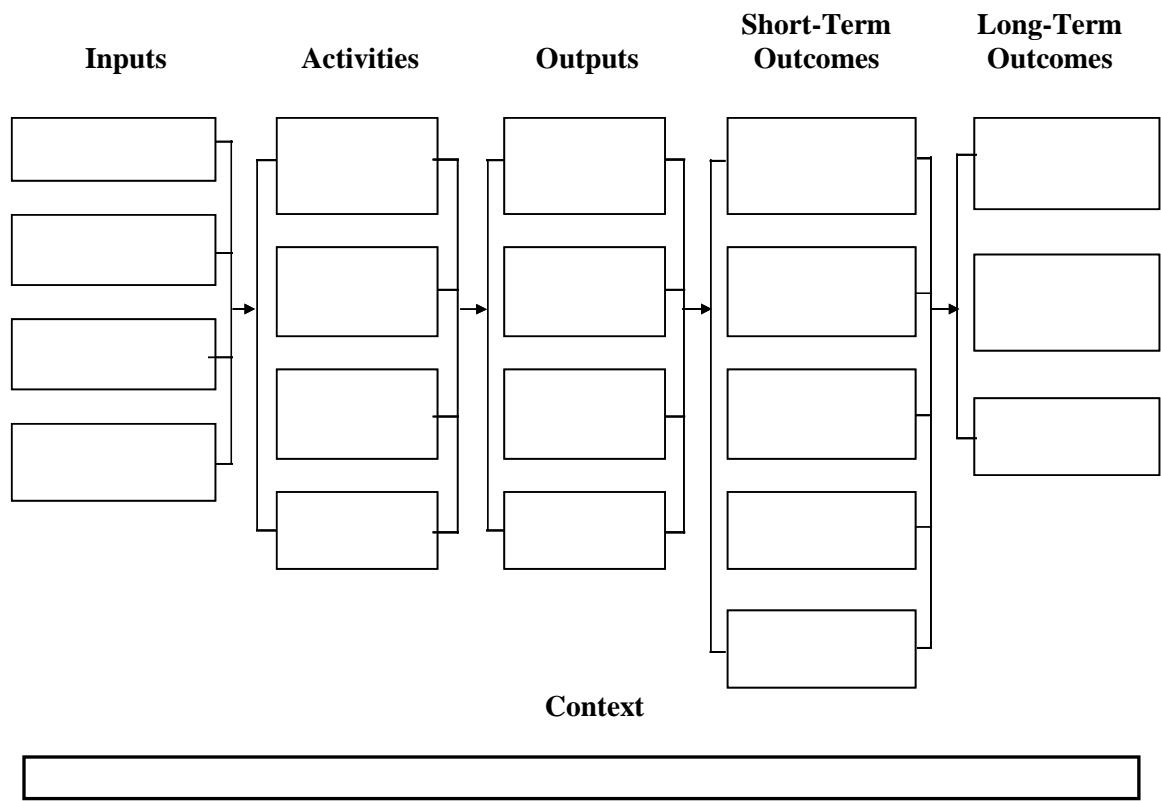 Inputs
Activities
Outputs
Short-Term
Outcomes
Long-Term
Outcomes
Context